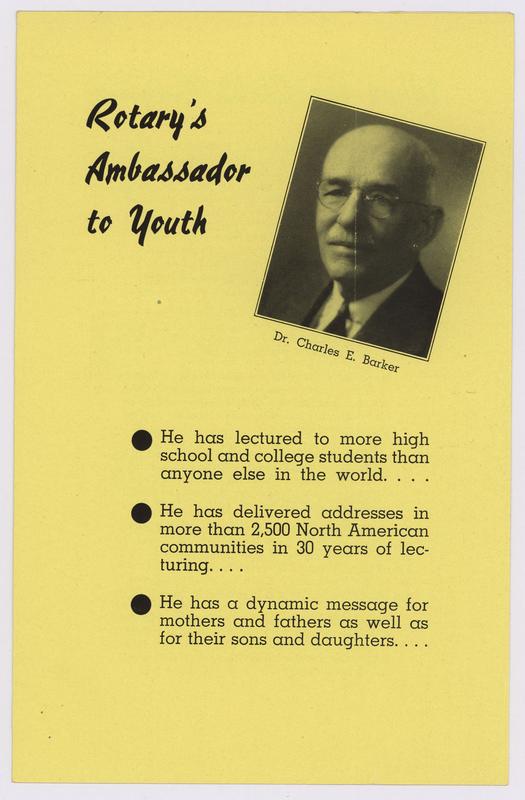 Rotary's
Ambassador
to Youth
Dr. Charles E. Barker
He has lectured to more high
school and college students than
anyone else in the world. . . .
He has delivered addresses in
more than 2,500 North American
communities in 30 years of lec-
turing. . . .
He has a dynamic message for
mothers and fathers as well as
for their sons and daughters. . . .